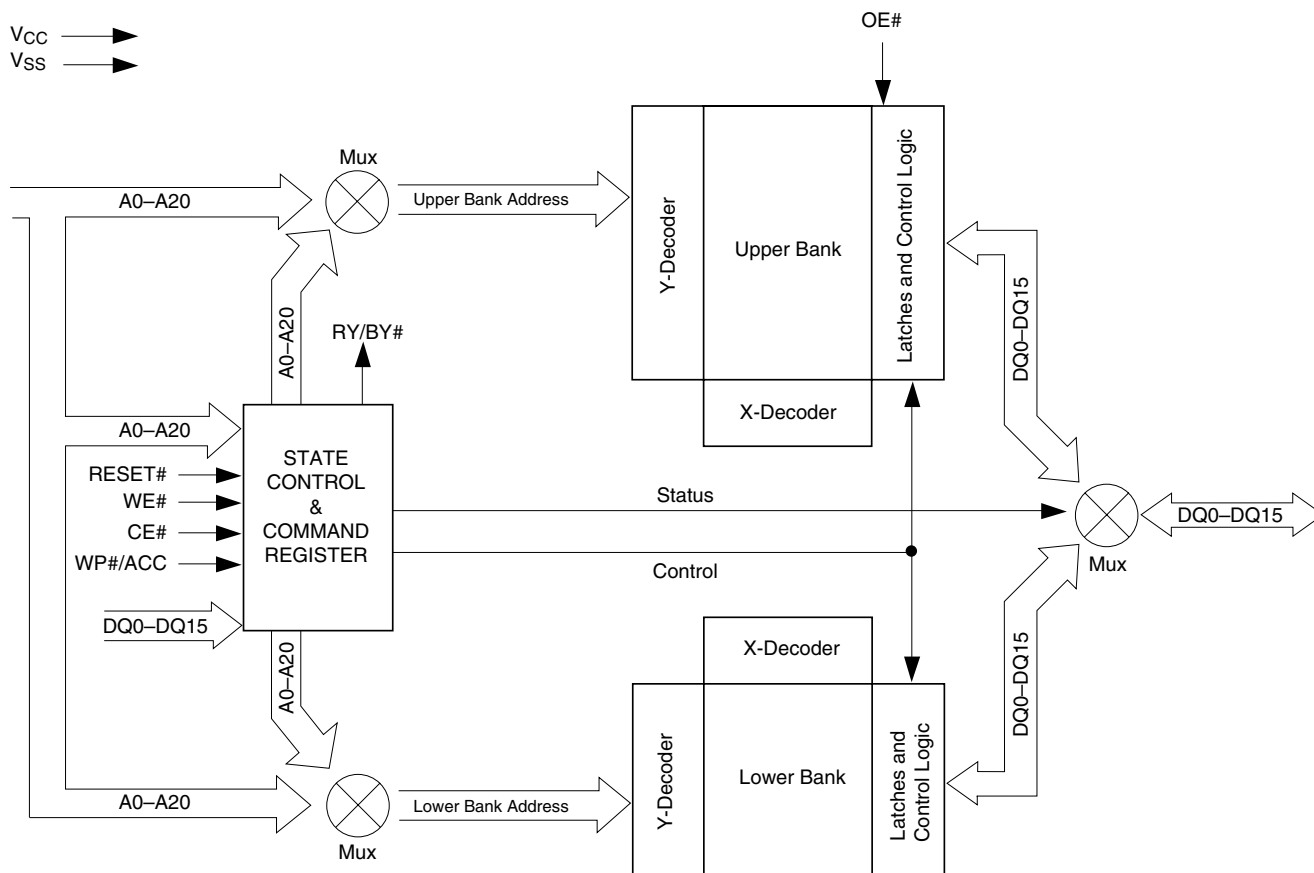 VCC
VSS
OE#
Mux
A0–A20
Upper Bank Address
Y-Decoder
Upper Bank
Latches and Control Logic
A0–A20
RY/BY#
DQ0–DQ15
X-Decoder
A0–A20
STATE
CONTROL
&
COMMAND
REGISTER
RESET#
WE#
CE#
WP#/ACC
Status
Control
DQ0–DQ15
Mux
DQ0–DQ15
A0–A20
X-Decoder
DQ0–DQ15
Y-Decoder
Lower Bank
Latches and
Control Logic
A0–A20
Lower Bank Address
Mux